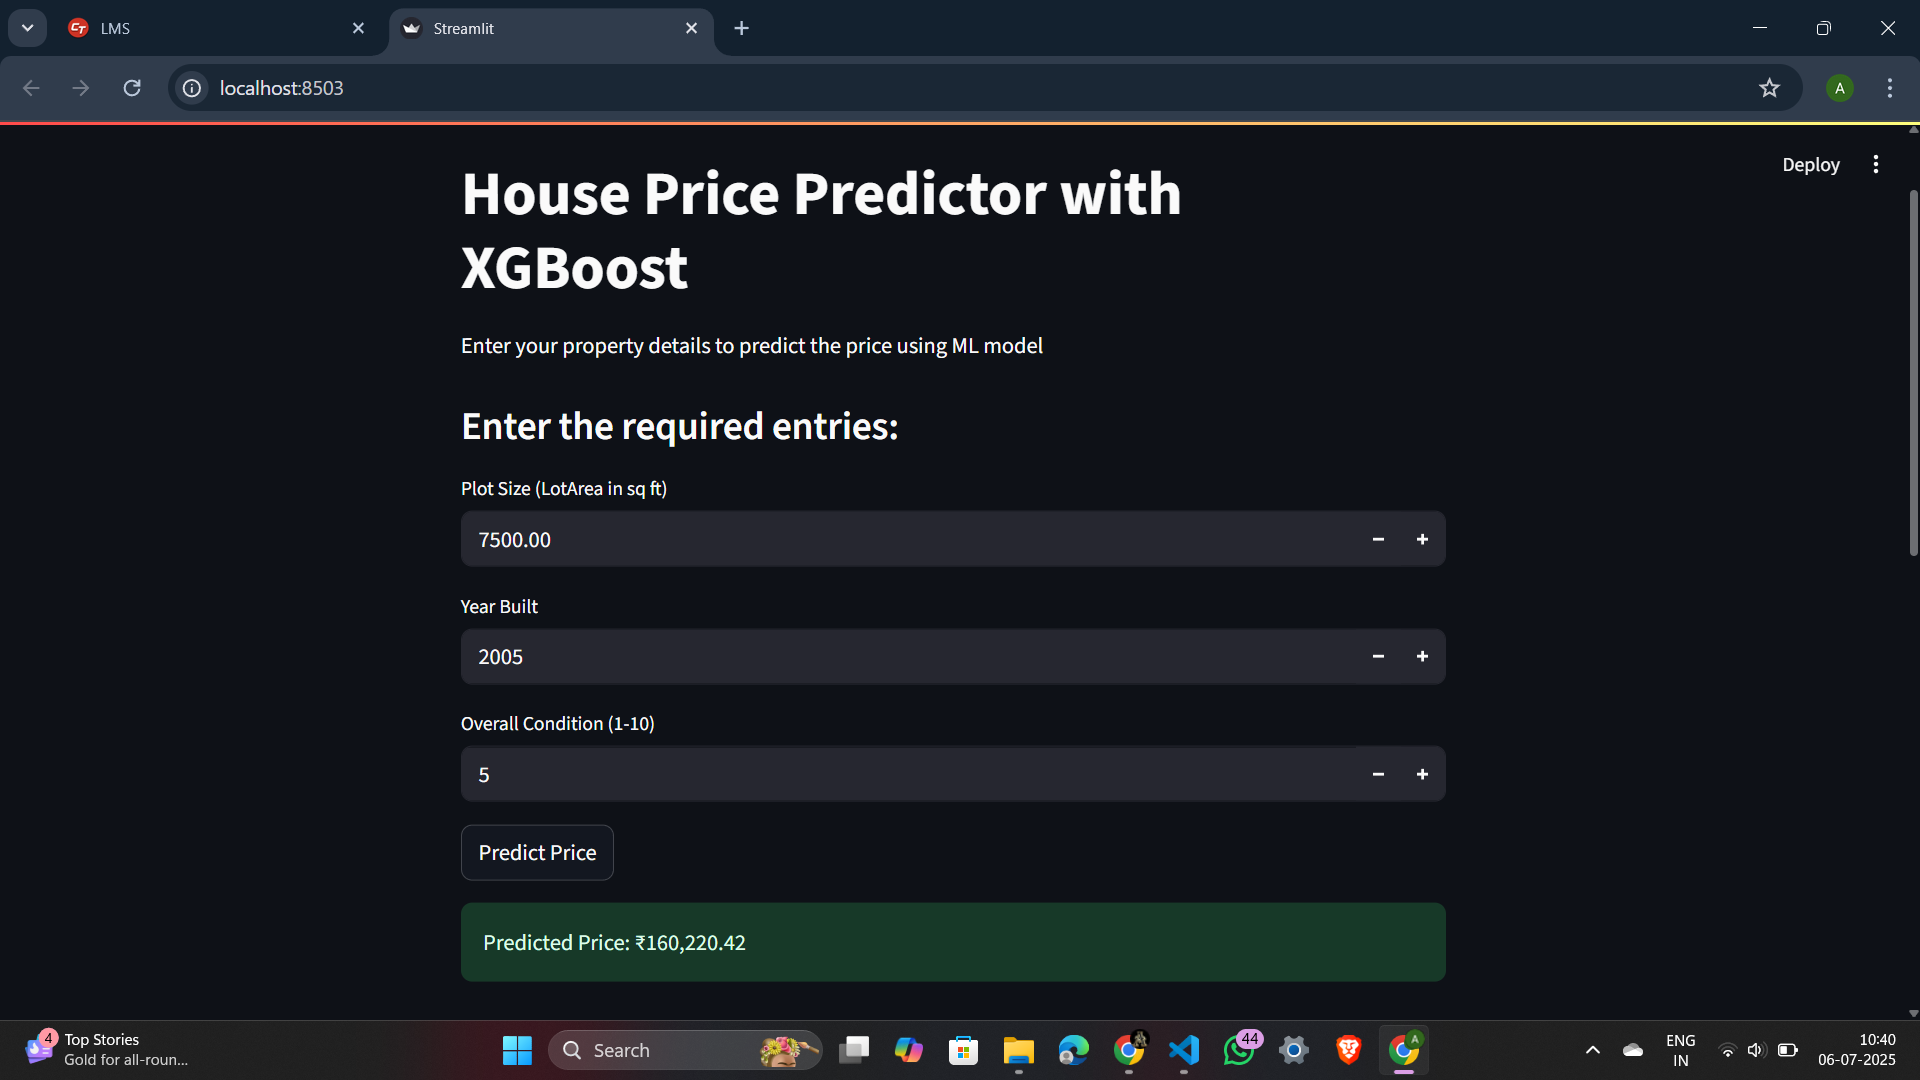 LMS
Streamlit
localhost:8503
A
Deploy
House Price Predictor with
XGBoost
Enter your property details to predict the price using ML model
Enter the required entries:
Plot Size (LotArea in sq ft)
7500.00
Year Built
2005
Overall Condition (1-10)
5
Predict Price
Predicted Price: ₹160,220.42
4
Top Stories
Gold for all-roun...
Search
44
A
ENG
IN
10:40
06-07-2025